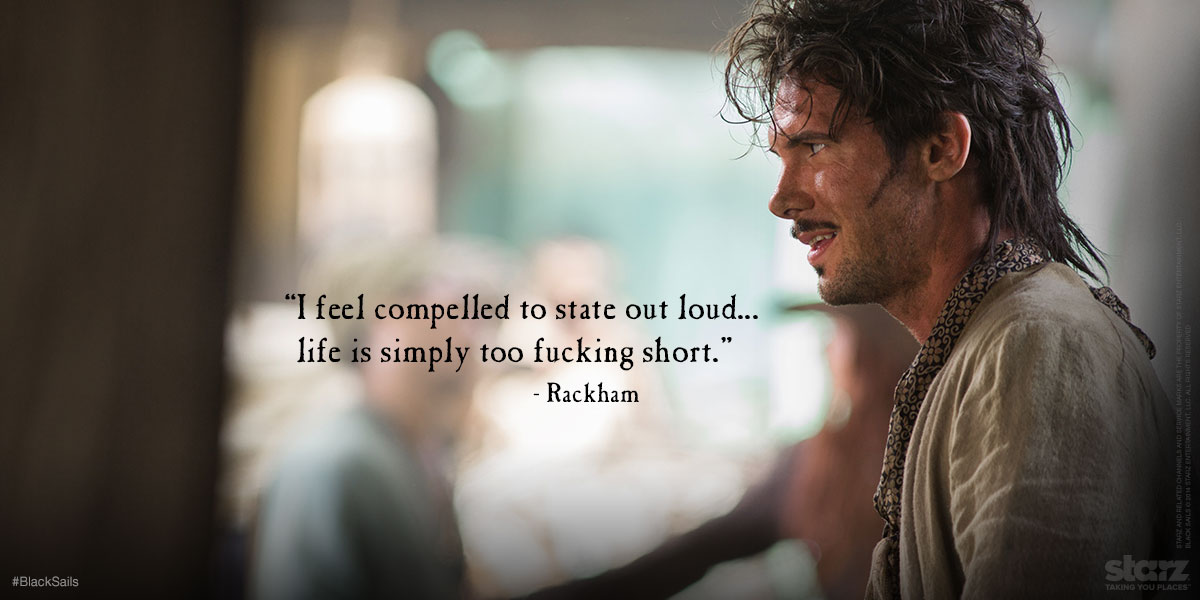 “I feel compelled to state out loud...
life is simply too fucking short.”
- Rackham
#BlackSails
starz
TAKING YOU PLACES